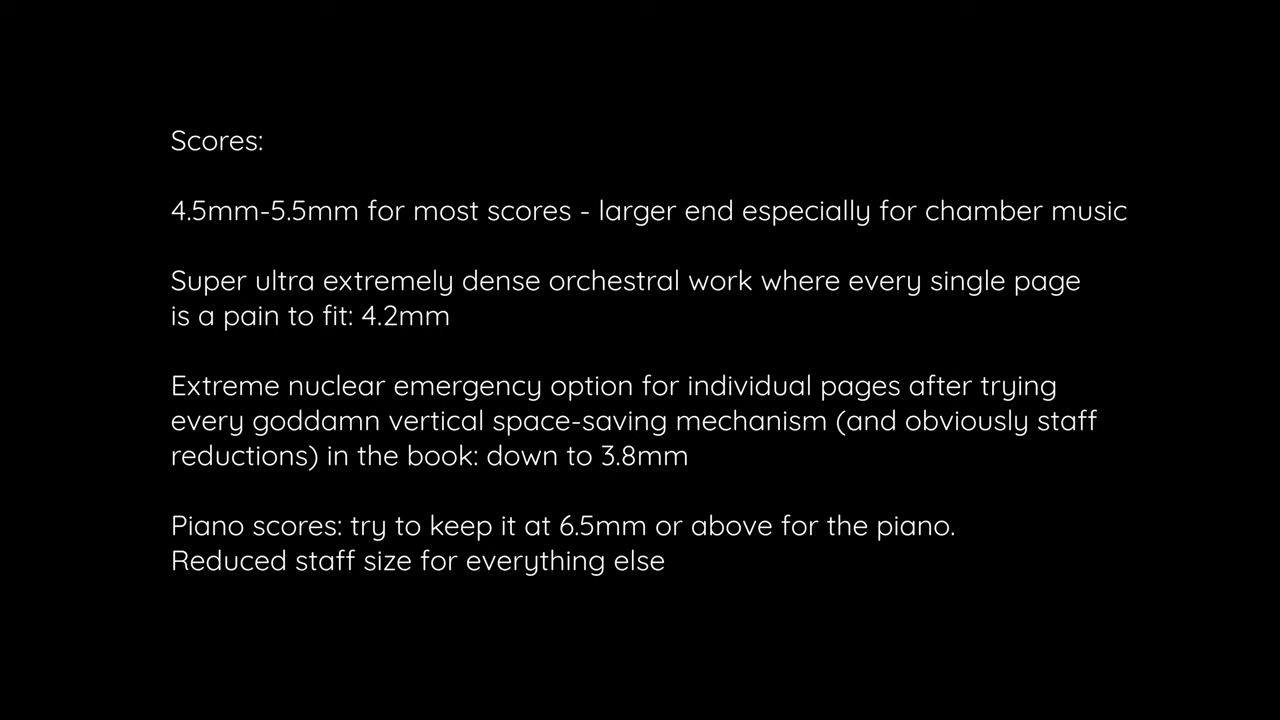 Scores:
4.5mm-5.5mm for most scores - larger end especially for chamber music
Super ultra extremely dense orchestral work where every single page
is a pain to fit: 4.2mm
Extreme nuclear emergency option for individual pages after trying
every goddamn vertical space-saving mechanism (and obviously staff
reductions) in the book: down to 3.8mm
Piano scores: try to keep it at 6.5mm or above for the piano.
Reduced staff size for everything else